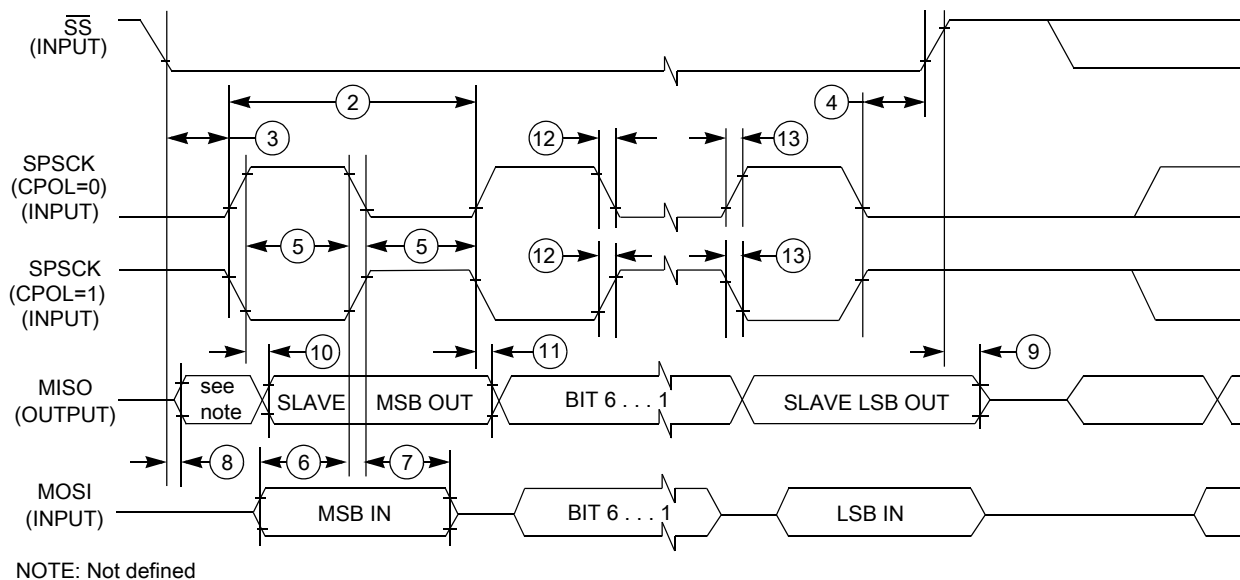 SS
(INPUT)
2
4
3
12
13
SPSCK
(CPOL=0)
(INPUT)
5
5
SPSCK
(CPOL=1)
(INPUT)
12
13
10
11
9
MISO
(OUTPUT)
see
note
SLAVE
MSB OUT
BIT 6 . . . 1
SLAVE LSB OUT
8
6
7
MOSI
(INPUT)
MSB IN
BIT 6 . . . 1
LSB IN
NOTE: Not defined